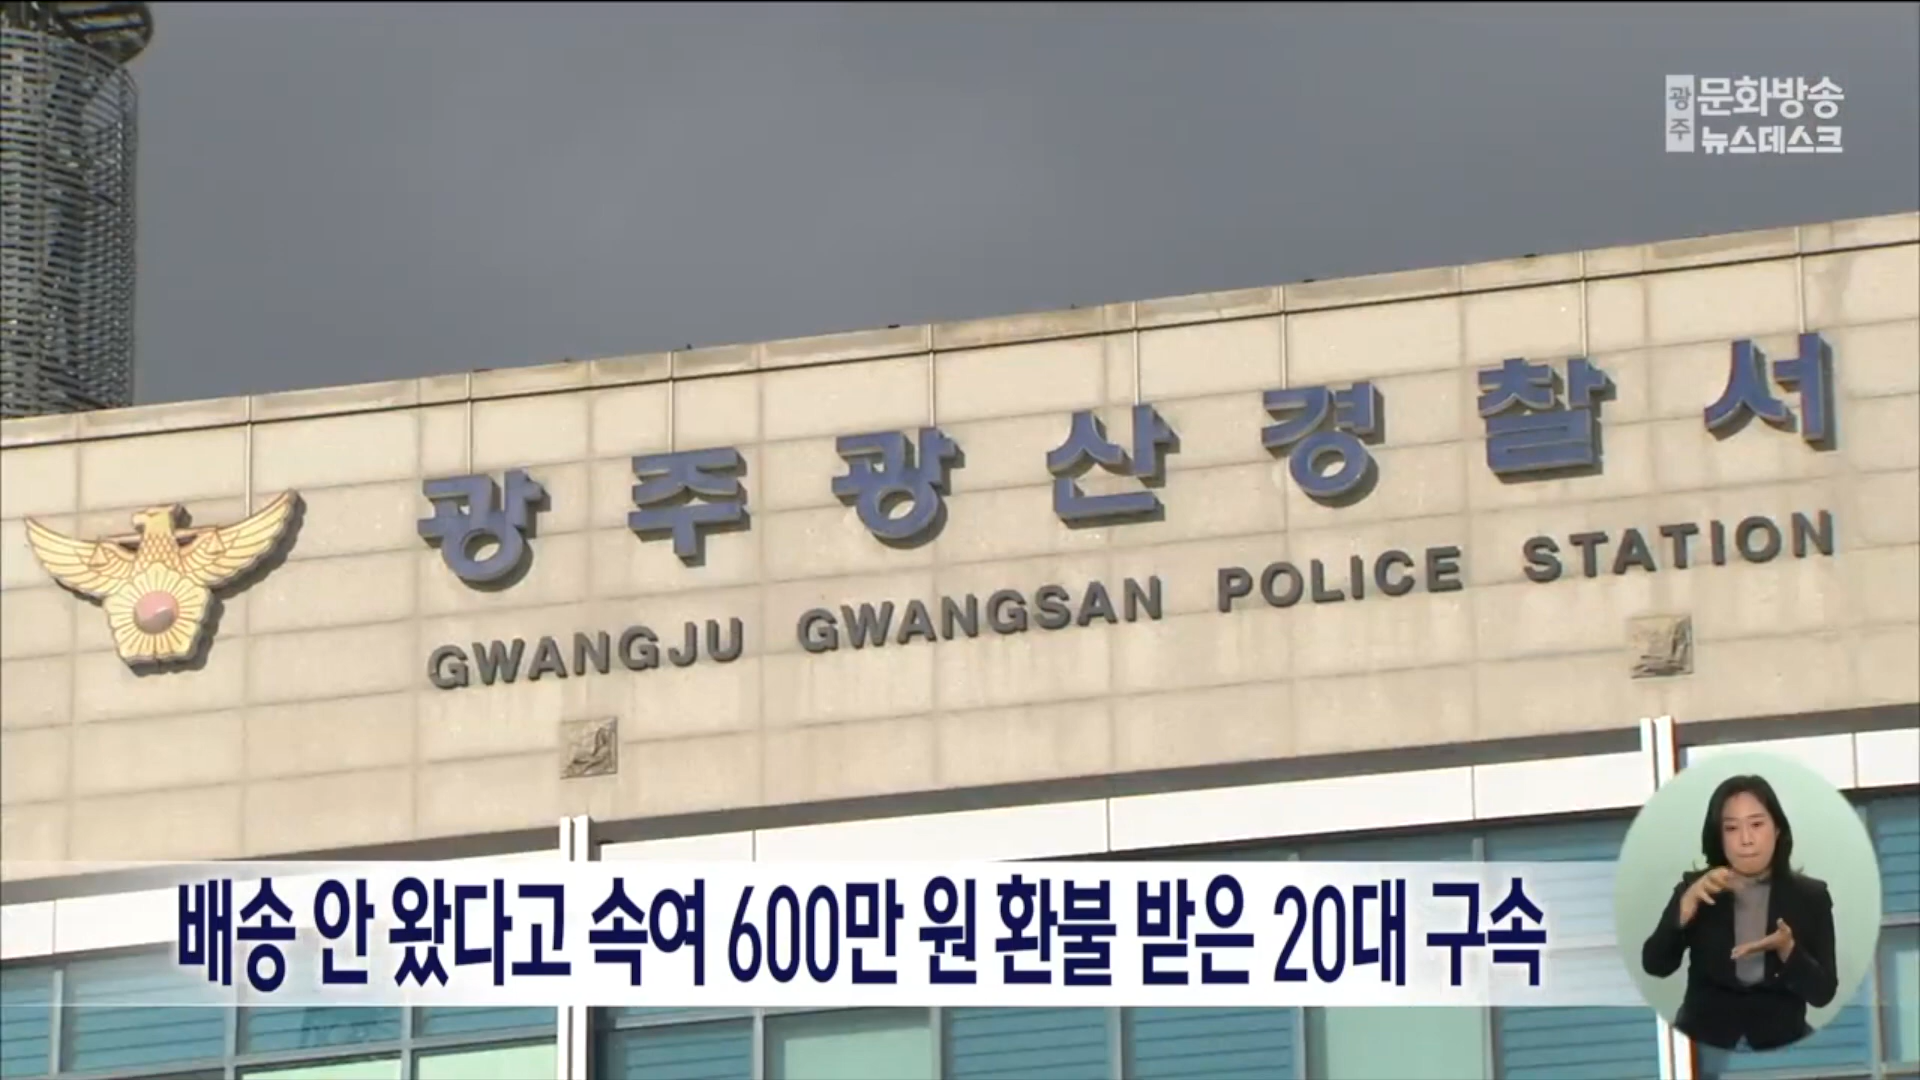 광주
문화방송
뉴스데스크
광주광산경찰서
GWANGJU GWANGSAN POLICE STATION
배송 안 왔다고 속여 600만 원 환불 받은 20대 구속